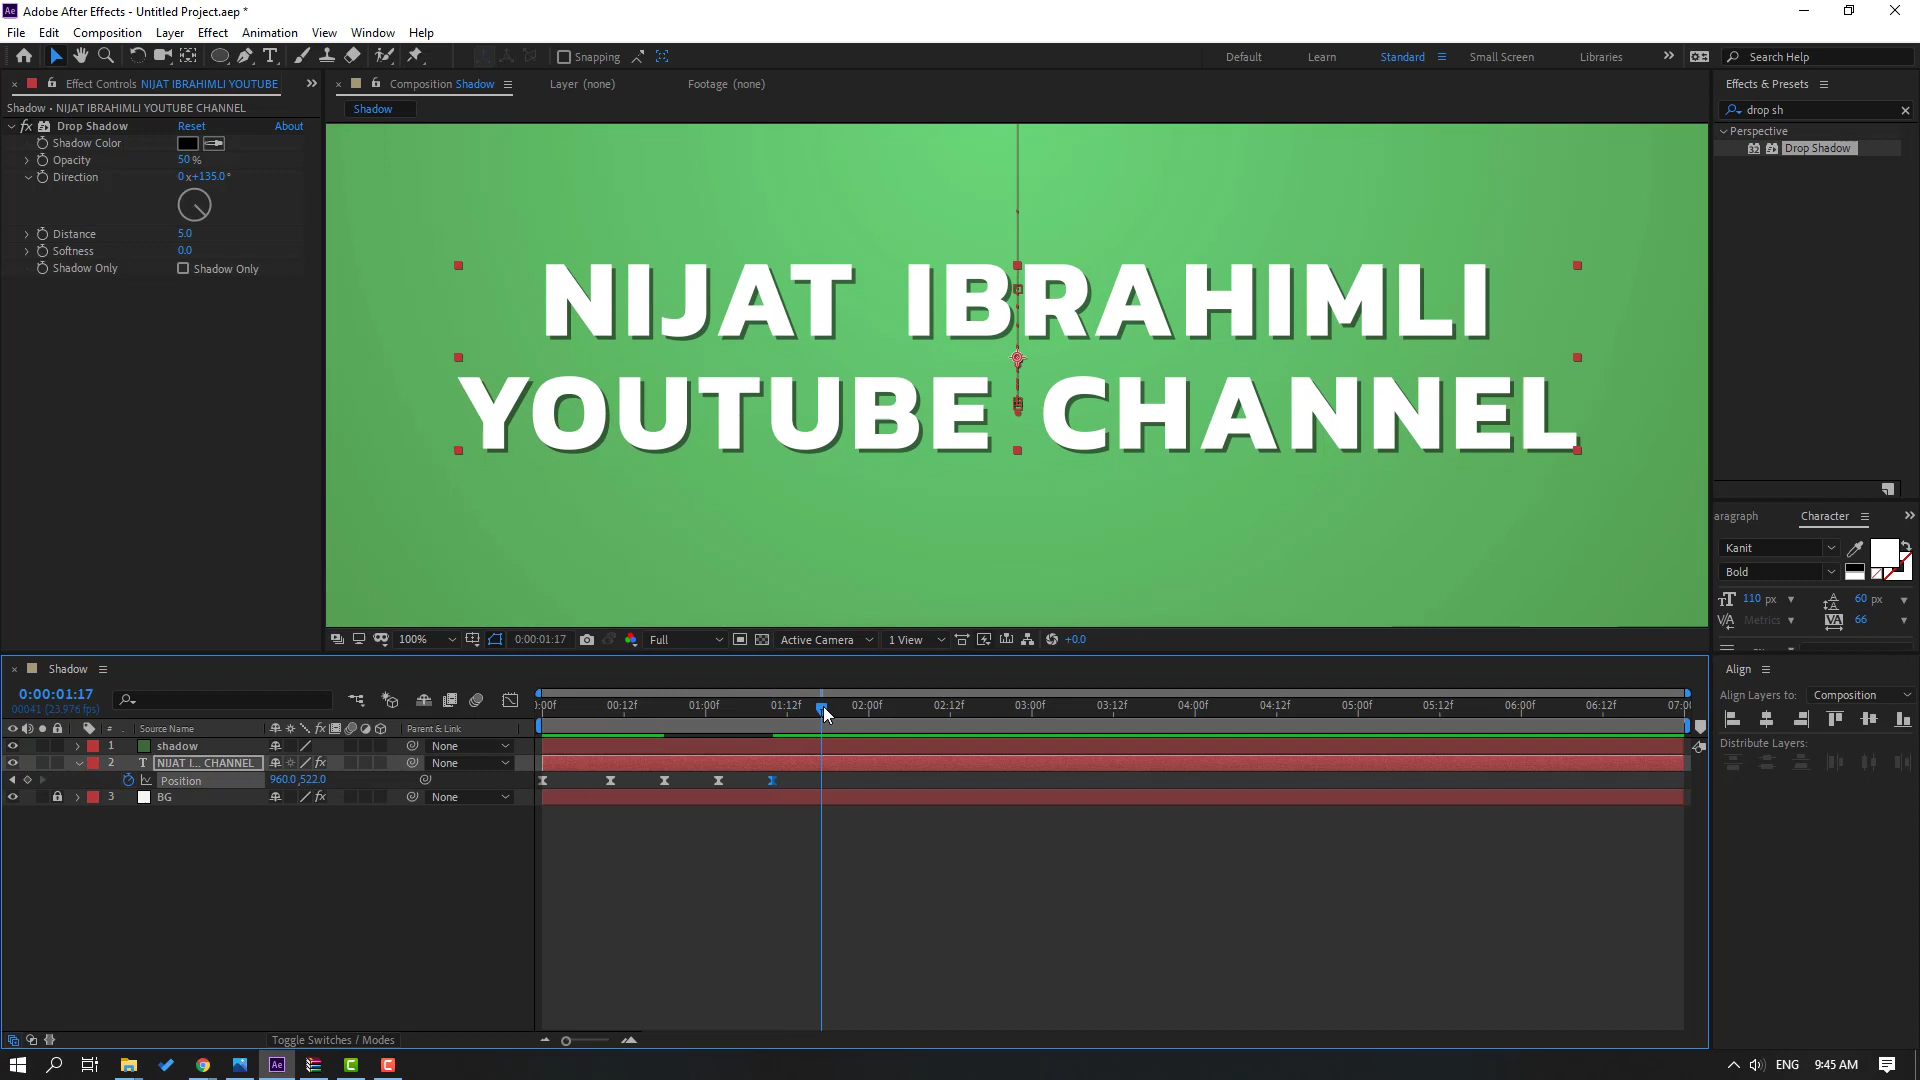 Adobe After Effects - Untitled Project.aep *
File Edit Composition Layer Effect Animation View Window Help
Snapping Default Learn Standard Small Screen Libraries Search Help
Effect Controls NIJAT IBRAHIMLI YOUTUBE
Composition Shadow
Layer (none)
Footage (none)
Effects & Presets
Shadow • NIJAT IBRAHIMLI YOUTUBE CHANNEL
Shadow
drop sh
fx Drop Shadow Reset About
Perspective
Shadow Color
Drop Shadow
Opacity 50 %
Direction 0 x+135.0 °
Distance 5.0
Softness 0.0
Shadow Only Shadow Only
NIJAT IBRAHIMLI
YOUTUBE CHANNEL
aragraph Character
Kanit
Bold
110 px 60 px
Metrics 66
100% 0:00:01:17 Full Active Camera 1 View +0.0
Shadow
Align
0:00:01:17
00041 (23.976 fps)
Align Layers to: Composition
:00f 00:12f 01:00f 01:12f 02:00f 02:12f 03:00f 03:12f 04:00f 04:12f 05:00f 05:12f 06:00f 06:12f 07:0
# Source Name fx Parent & Link
Distribute Layers:
1 shadow None
2 T NIJAT I... CHANNEL fx None
Position 960.0,522.0
3 BG fx None
Toggle Switches / Modes
ENG 9:45 AM